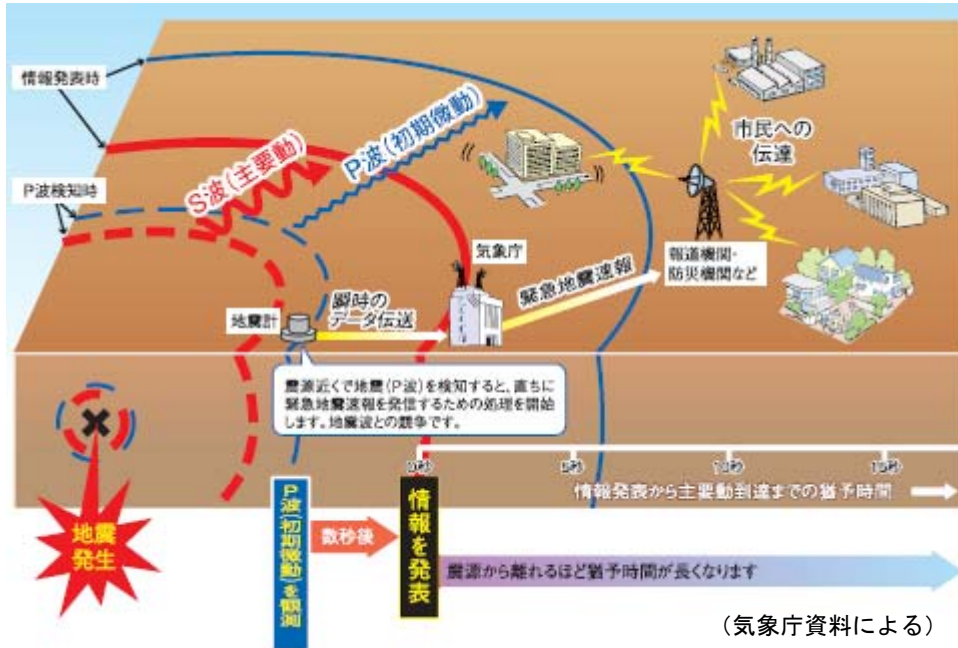 情報発表時
P波検知時
S波(主要動)
P波(初期微動)
市民への
伝達
気象庁
緊急地震速報
報道機関・
防災機関など
地震計
瞬時の
データ伝送
震源近くで地震(P波)を検知すると、直ちに
緊急地震速報を発信するための処理を開始
します。地震波との競争です。
0秒
5秒
10秒
15秒
情報発表から主要動到達までの猶予時間
地震
発生
P波(初期微動)を観測
数秒後
情報を発表
震源から離れるほど猶予時間が長くなります
(気象庁資料による)